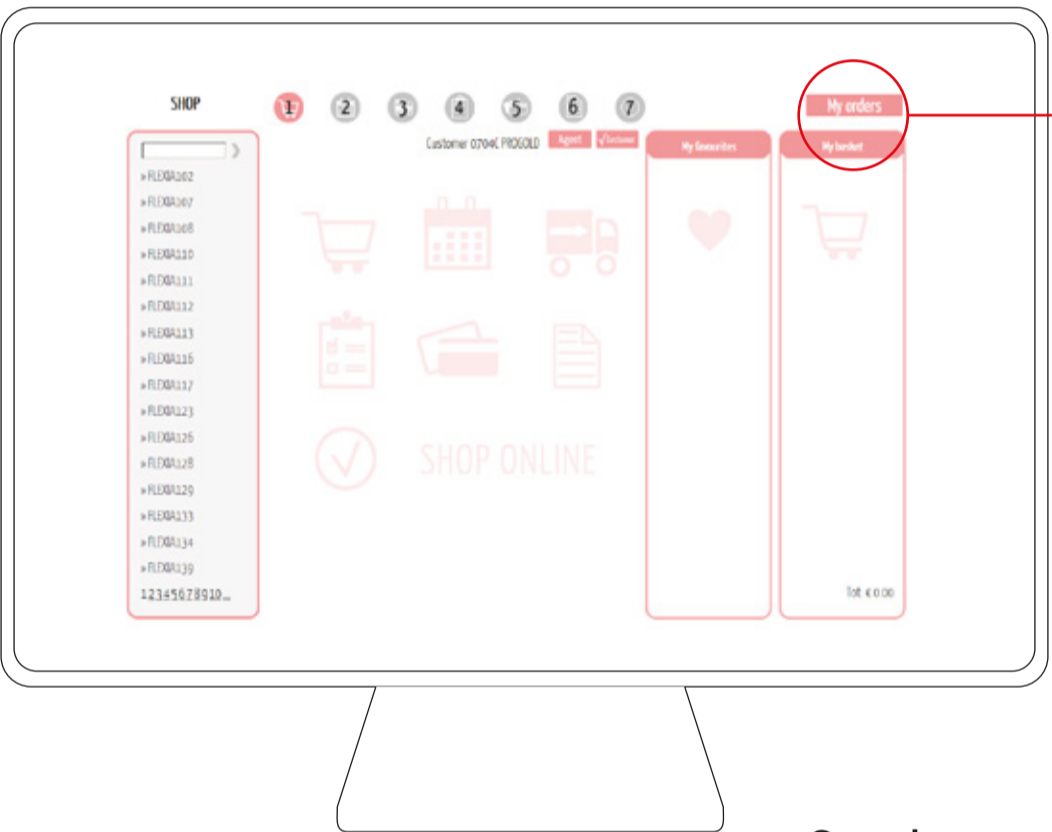 SHOP
1 2 3 4 5 6 7
My orders
Customer 0704C PROGOLD
Agent
My favourites
My basket
» FLEXIA102
» FLEXIA107
» FLEXIA108
» FLEXIA110
» FLEXIA111
» FLEXIA112
» FLEXIA113
» FLEXIA116
» FLEXIA117
» FLEXIA123
» FLEXIA126
» FLEXIA128
» FLEXIA129
» FLEXIA133
» FLEXIA134
» FLEXIA139
12345678910...
SHOP ONLINE
Tot: € 0.00